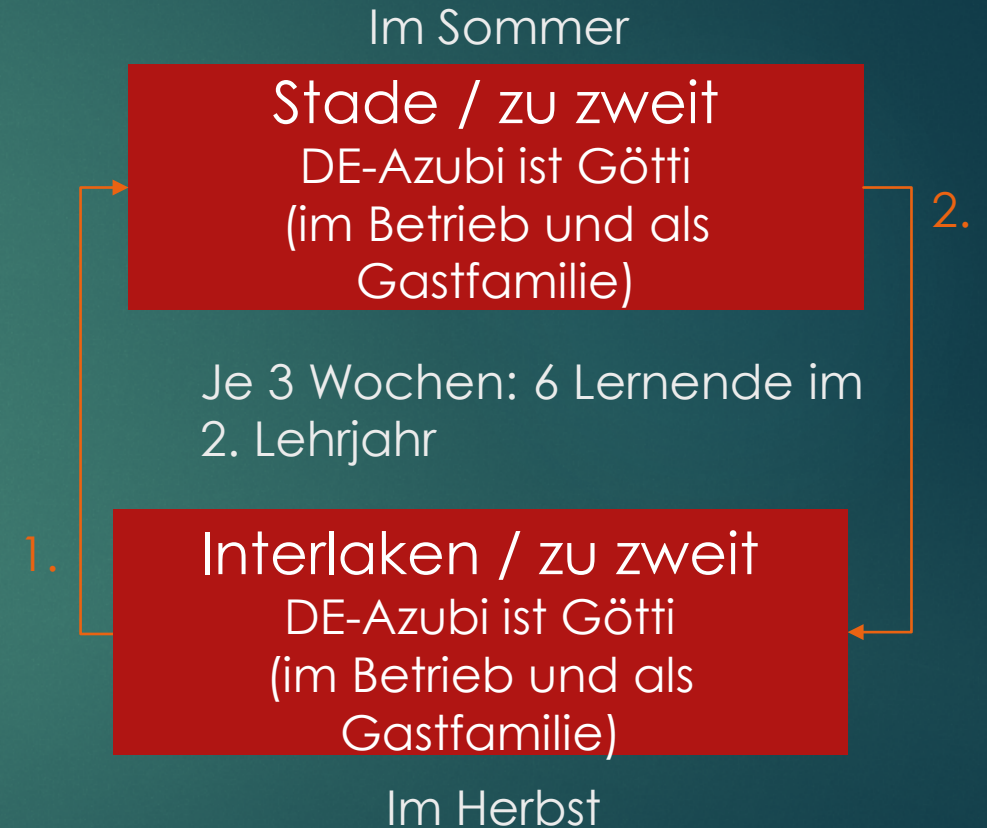 Im Sommer
Stade / zu zweit
DE-Azubi ist Götti
(im Betrieb und als
Gastfamilie)
2.
Je 3 Wochen: 6 Lernende im
2. Lehrjahr
1.
Interlaken / zu zweit
DE-Azubi ist Götti
(im Betrieb und als
Gastfamilie)
Im Herbst